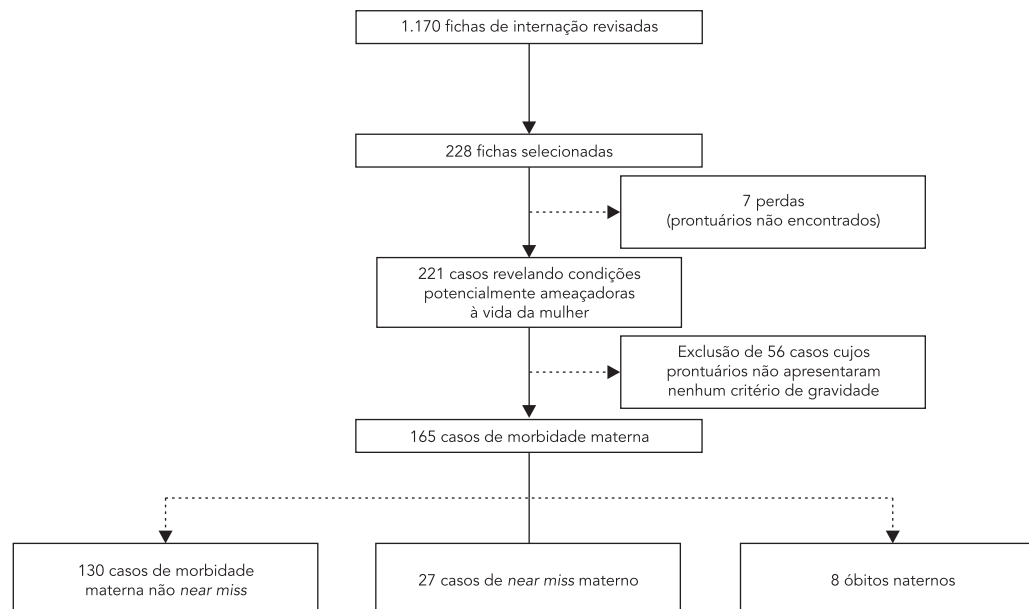 1.170 fichas de internação revisadas
228 fichas selecionadas
7 perdas
(prontuários não encontrados)
221 casos revelando condições
potencialmente ameaçadoras
à vida da mulher
Exclusão de 56 casos cujos
prontuários não apresentaram
nenhum critério de gravidade
165 casos de morbidade materna
130 casos de morbidade
materna não near miss
27 casos de near miss materno
8 óbitos naternos